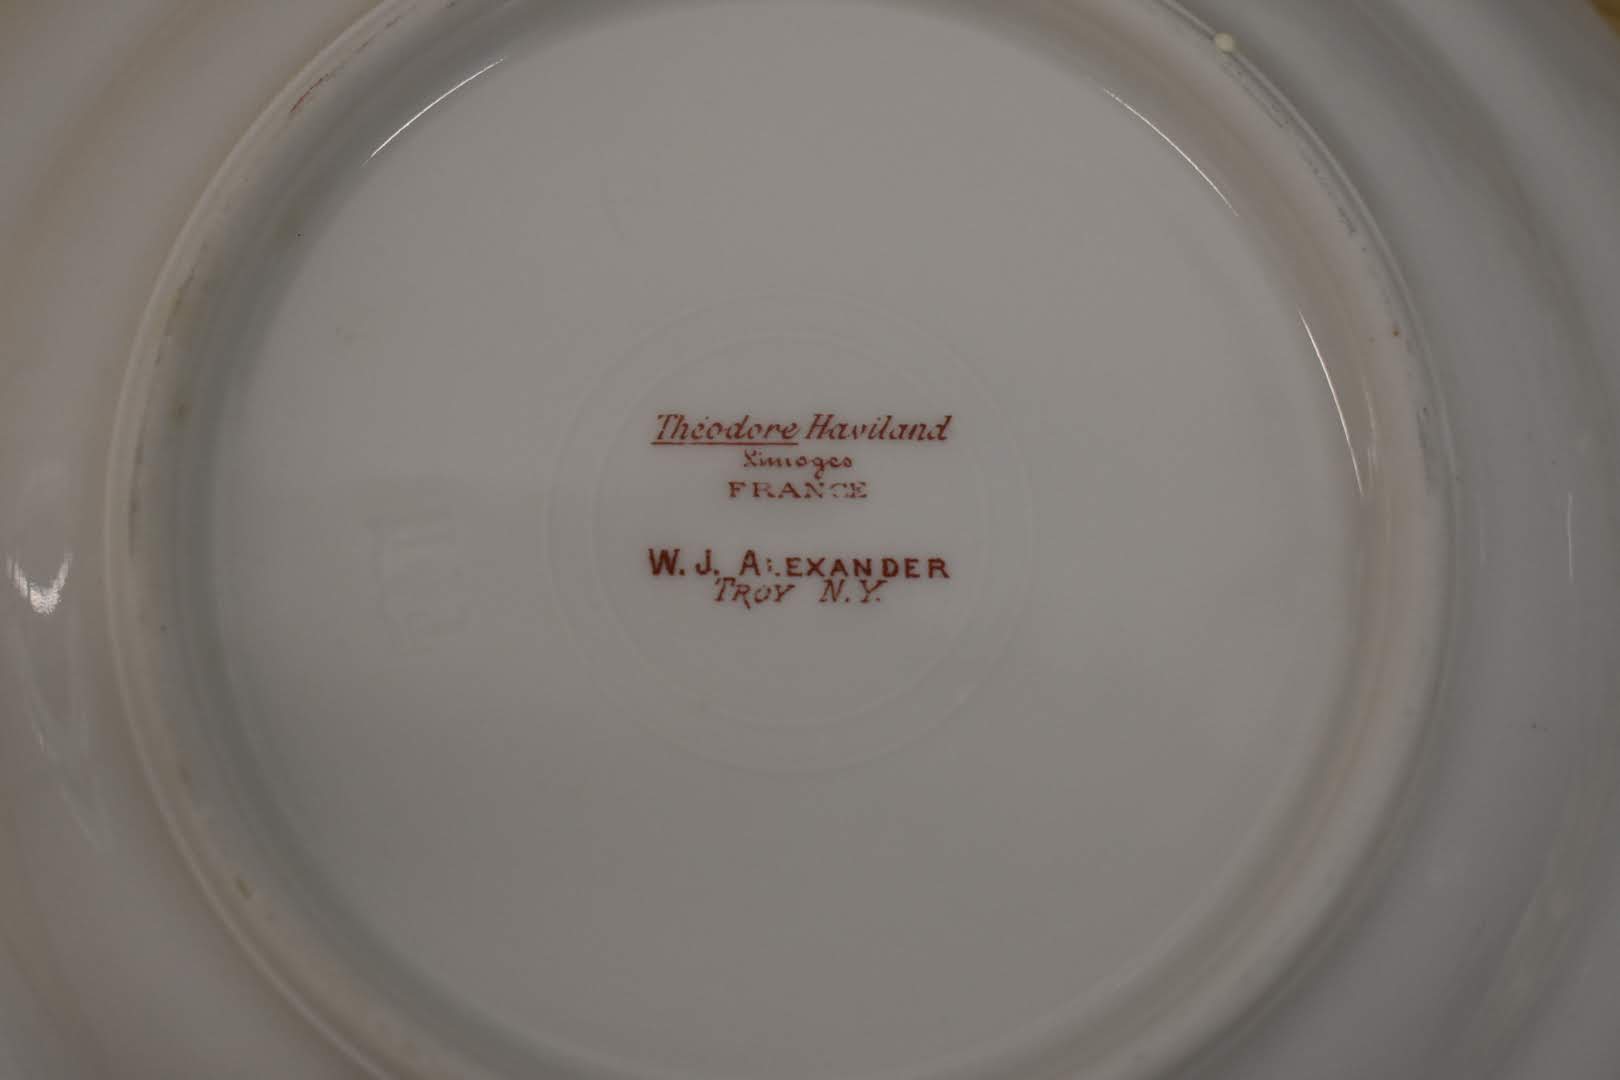 Théodore Haviland
Limoges
FRANCE
W. J. ALEXANDER
TROY N.Y.